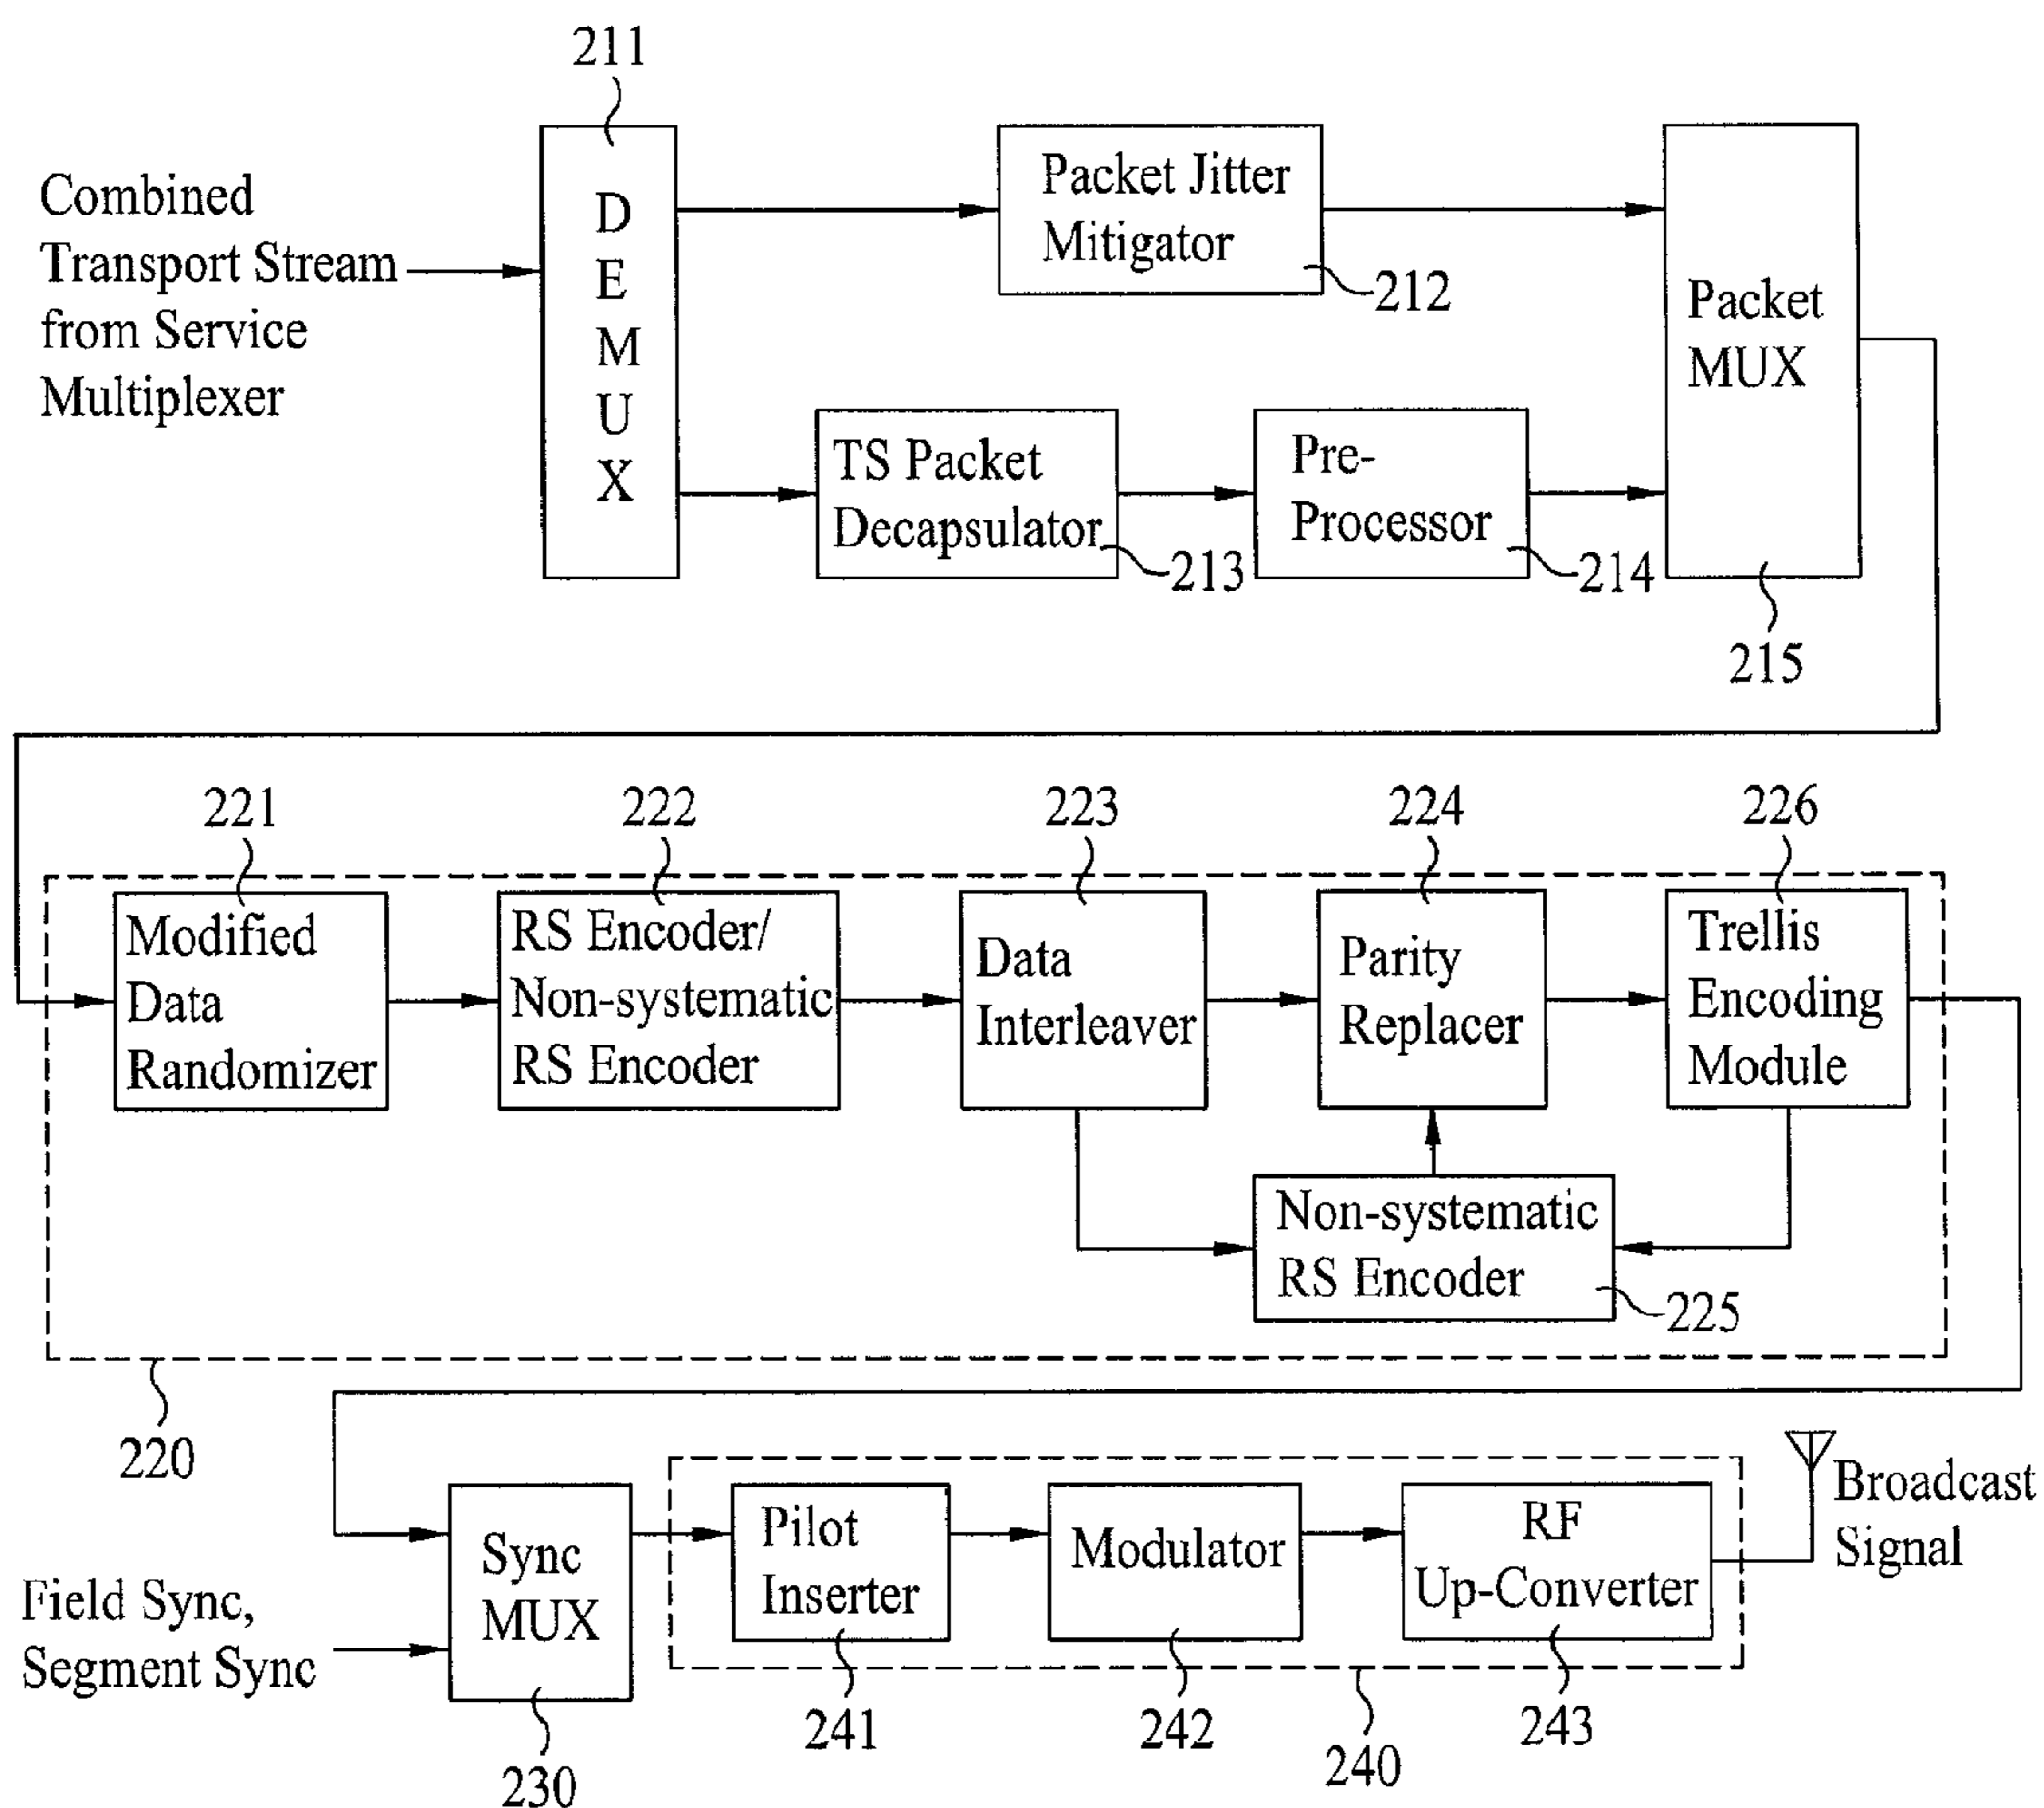 211
Combined
Transport Stream
from Service
Multiplexer
D
E
M
U
X
Packet Jitter
Mitigator
212
Packet
MUX
TS Packet
Decapsulator
213
Pre-
Processor
214
215
221
222
223
224
226
Modified
Data
Randomizer
RS Encoder/
Non-systematic
RS Encoder
Data
Interleaver
Parity
Replacer
Trellis
Encoding
Module
Non-systematic
RS Encoder
225
220
Sync
MUX
Field Sync,
Segment Sync
Pilot
Inserter
Modulator
RF
Up-Converter
Broadcast
Signal
230
241
242
240
243